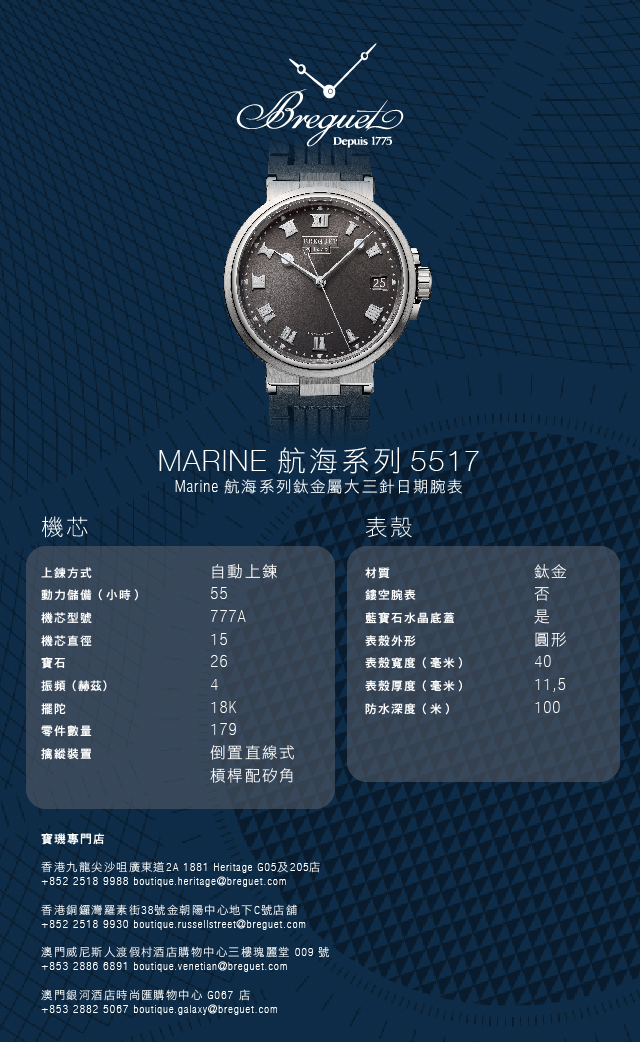 Breguet
Depuis 1775
BREGUET
25
MARINE 航海系列 5517
Marine 航海系列鈦金屬大三針日期腕表
機芯
上鍊方式 自動上鍊
動力儲備（小時） 55
機芯型號 777A
機芯直徑 15
寶石 26
振頻（赫茲） 4
擺陀 18K
零件數量 179
擒縱裝置 倒置直線式
槓桿配矽角
表殼
材質 鈦金
鏤空腕表 否
藍寶石水晶底蓋 是
表殼外形 圓形
表殼寬度（毫米） 40
表殼厚度（毫米） 11,5
防水深度（米） 100
寶璣專門店
香港九龍尖沙咀廣東道2A 1881 Heritage G05及205店
+852 2518 9988 boutique.heritage@breguet.com
香港銅鑼灣羅素街38號金朝陽中心地下C號店舖
+852 2518 9930 boutique.russellstreet@breguet.com
澳門威尼斯人渡假村酒店購物中心三樓瑰麗堂 009 號
+853 2886 6891 boutique.venetian@breguet.com
澳門銀河酒店時尚匯購物中心 G067 店
+853 2882 5067 boutique.galaxy@breguet.com